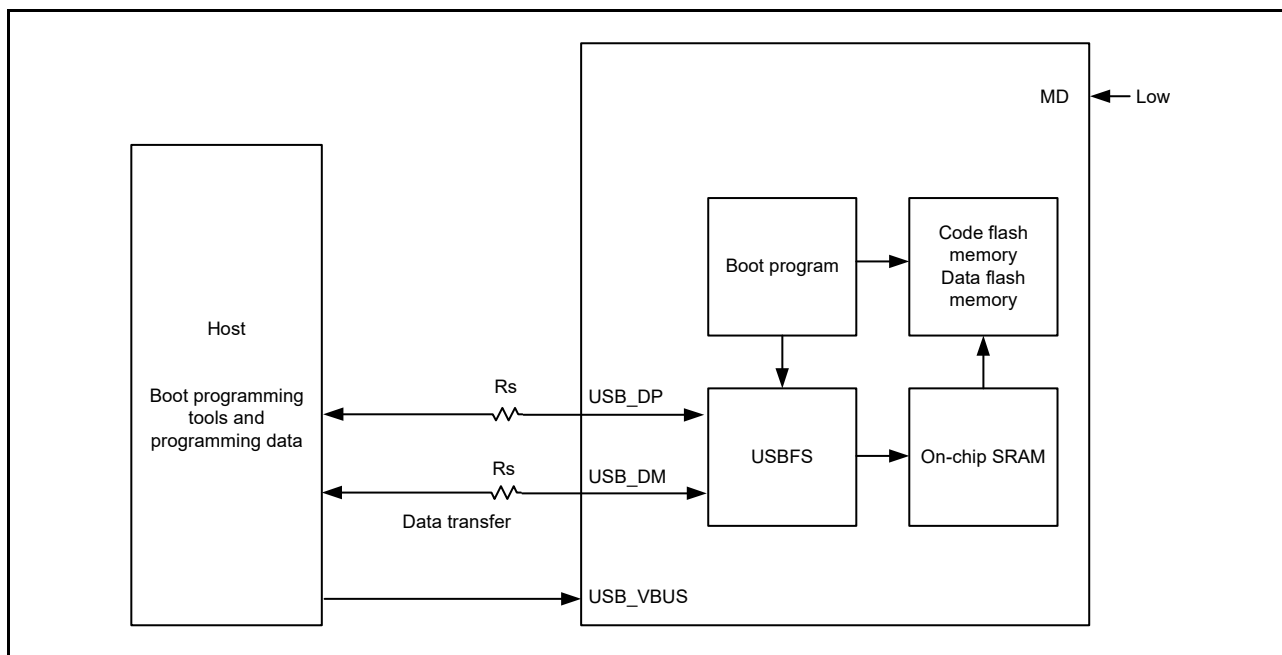 MD
Low
Boot program
Code flash
memory
Data flash
memory
Host
Boot programming
tools and
programming data
Rs
USB_DP
Rs
USB_DM
Data transfer
USBFS
On-chip SRAM
USB_VBUS